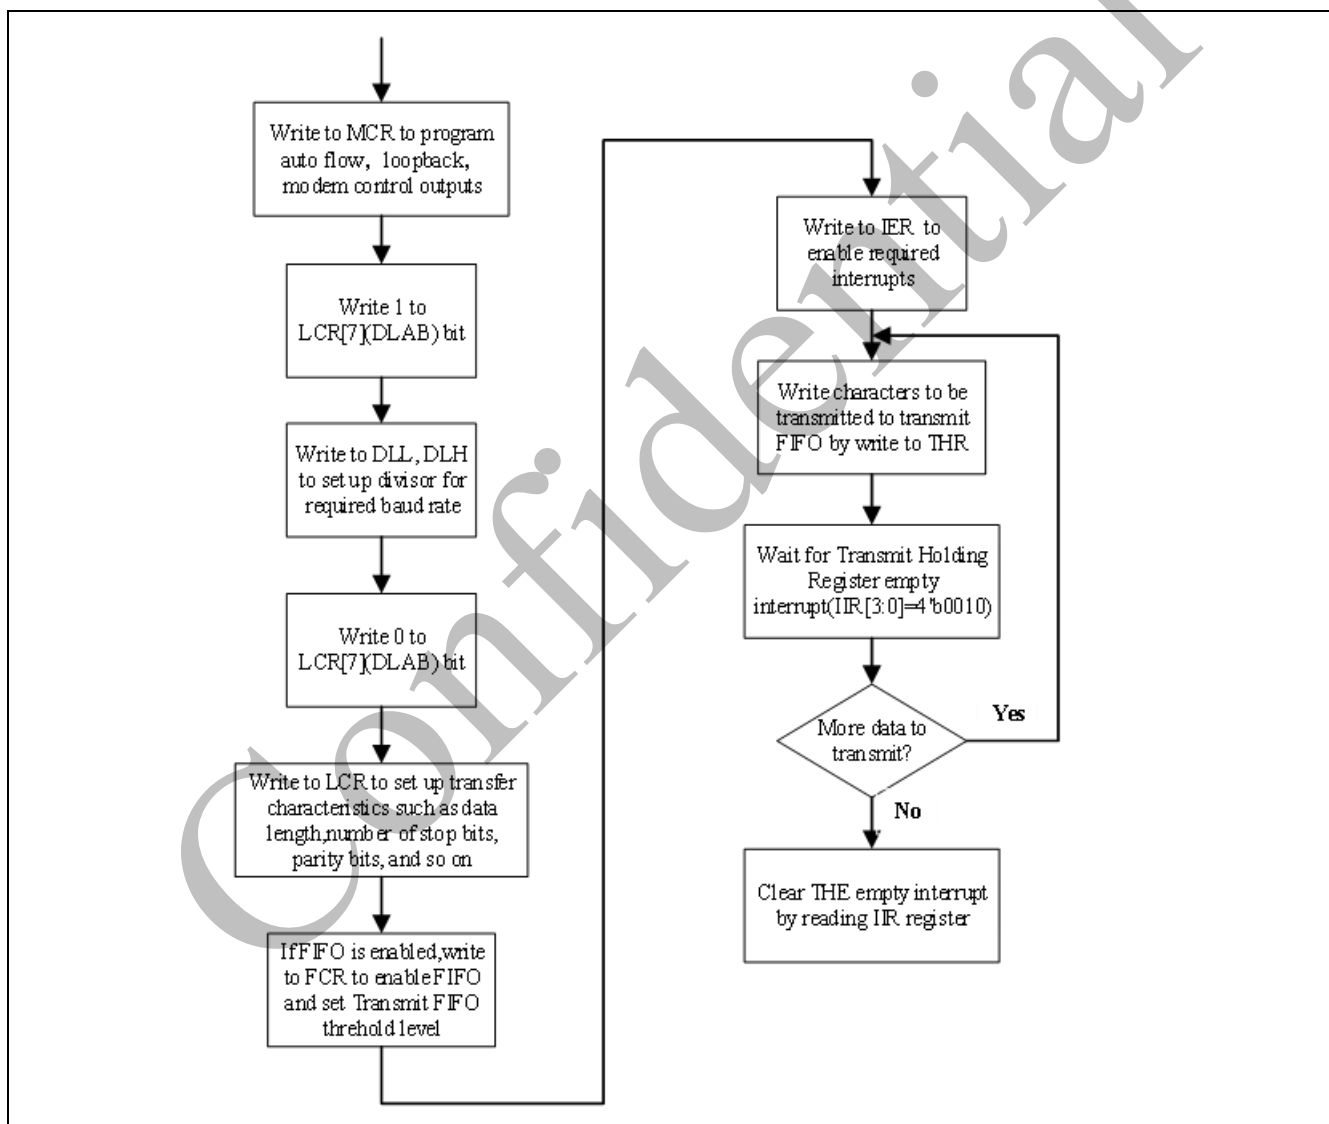 Write to MCR to program
auto flow, loopback,
modem control outputs
Write 1 to
LCR[7](DLAB) bit
Write to DLL, DLH
to set up divisor for
required baud rate
Write 0 to
LCR[7](DLAB) bit
Write to LCR to set up transfer
characteristics such as data
length,number of stop bits,
parity bits, and so on
If FIFO is enabled,write
to FCR to enable FIFO
and set Transmit FIFO
threhold level
Write to IER to
enable required
interrupts
Write characters to be
transmitted to transmit
FIFO by write to THR
Wait for Transmit Holding
Register empty
interrupt(IIR[3:0]=4'b0010)
More data to
transmit?
Yes
No
Clear THE empty interrupt
by reading IIR register
Confidential